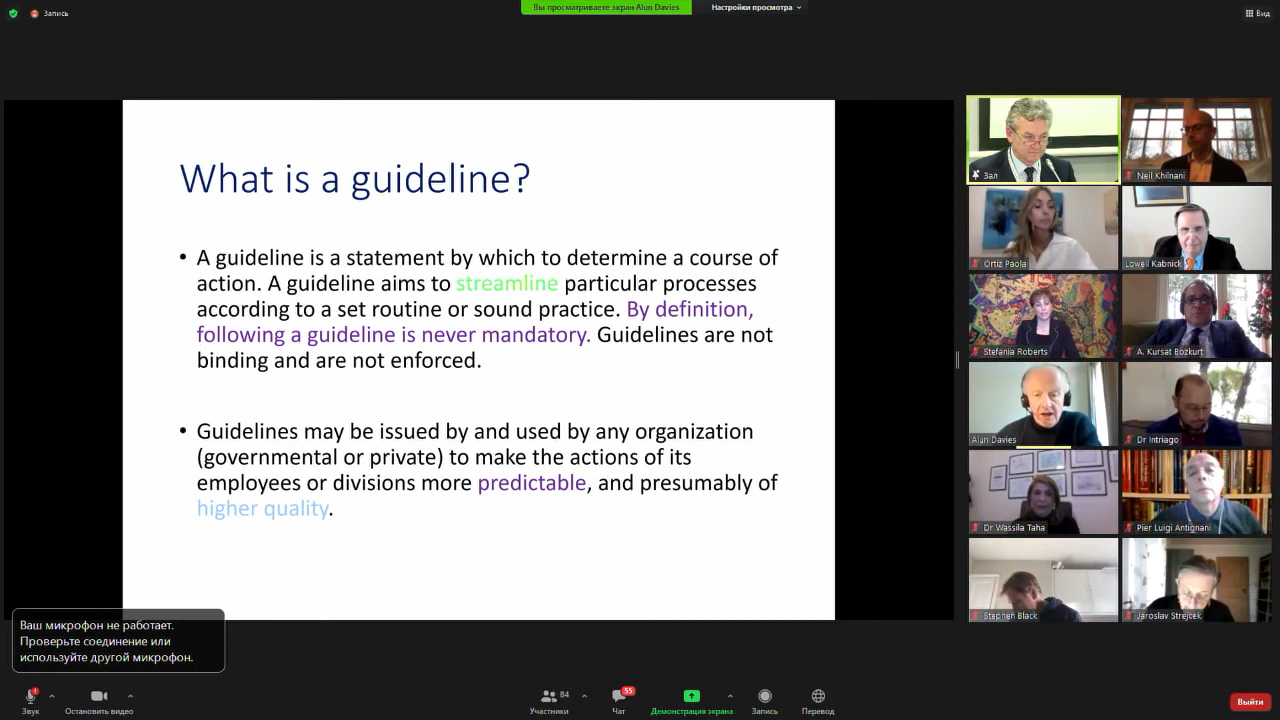 Запись
Вы просматриваете экран Alun Davies
Настройки просмотра
Вид
What is a guideline?
• A guideline is a statement by which to determine a course of
action. A guideline aims to streamline particular processes
according to a set routine or sound practice. By definition,
following a guideline is never mandatory. Guidelines are not
binding and are not enforced.
• Guidelines may be issued by and used by any organization
(governmental or private) to make the actions of its
employees or divisions more predictable, and presumably of
higher quality.
Зал
Neil Khilnani
Ortiz Paola
Lowell Kabnick
Stefania Roberts
A. Kursat Bozkurt
Alun Davies
Dr Intriago
Dr Wassila Taha
Pier Luigi Antignani
Stephen Black
Jaroslav Strejcek
Ваш микрофон не работает.
Проверьте соединение или
используйте другой микрофон.
Звук
Остановить видео
84
Участники
55
Чат
Демонстрация экрана
Запись
Перевод
Выйти